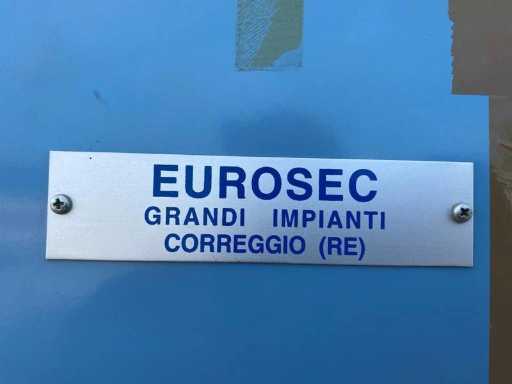 EUROSEC
GRANDI IMPIANTI
CORREGGIO (RE)